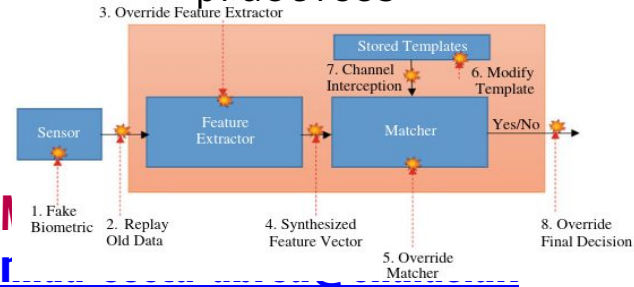 3. Override Feature Extractor
Stored Templates
7. Channel
Interception
6. Modify
Template
Sensor
Feature
Extractor
Matcher
Yes/No
1. Fake
Biometric
2. Replay
Old Data
4. Synthesized
Feature Vector
5. Override
Matcher
8. Override
Final Decision